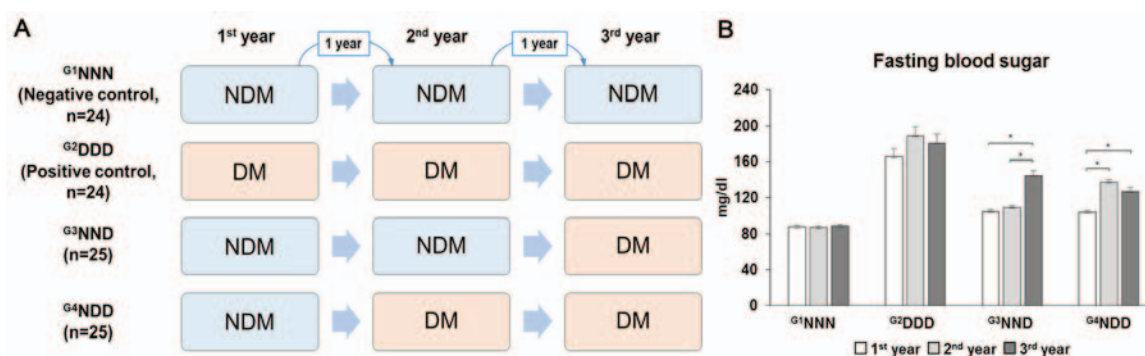 A
1st year
1 year
2nd year
1 year
3rd year
G1NNN
(Negative control,
n=24)
NDM
NDM
NDM
G2DDD
(Positive control,
n=24)
DM
DM
DM
G3NND
(n=25)
NDM
NDM
DM
G4NDD
(n=25)
NDM
DM
DM
B
Fasting blood sugar
mg/dl
240
200
160
120
80
40
0
*
*
*
*
G1NNN
G2DDD
G3NND
G4NDD
1st year
2nd year
3rd year